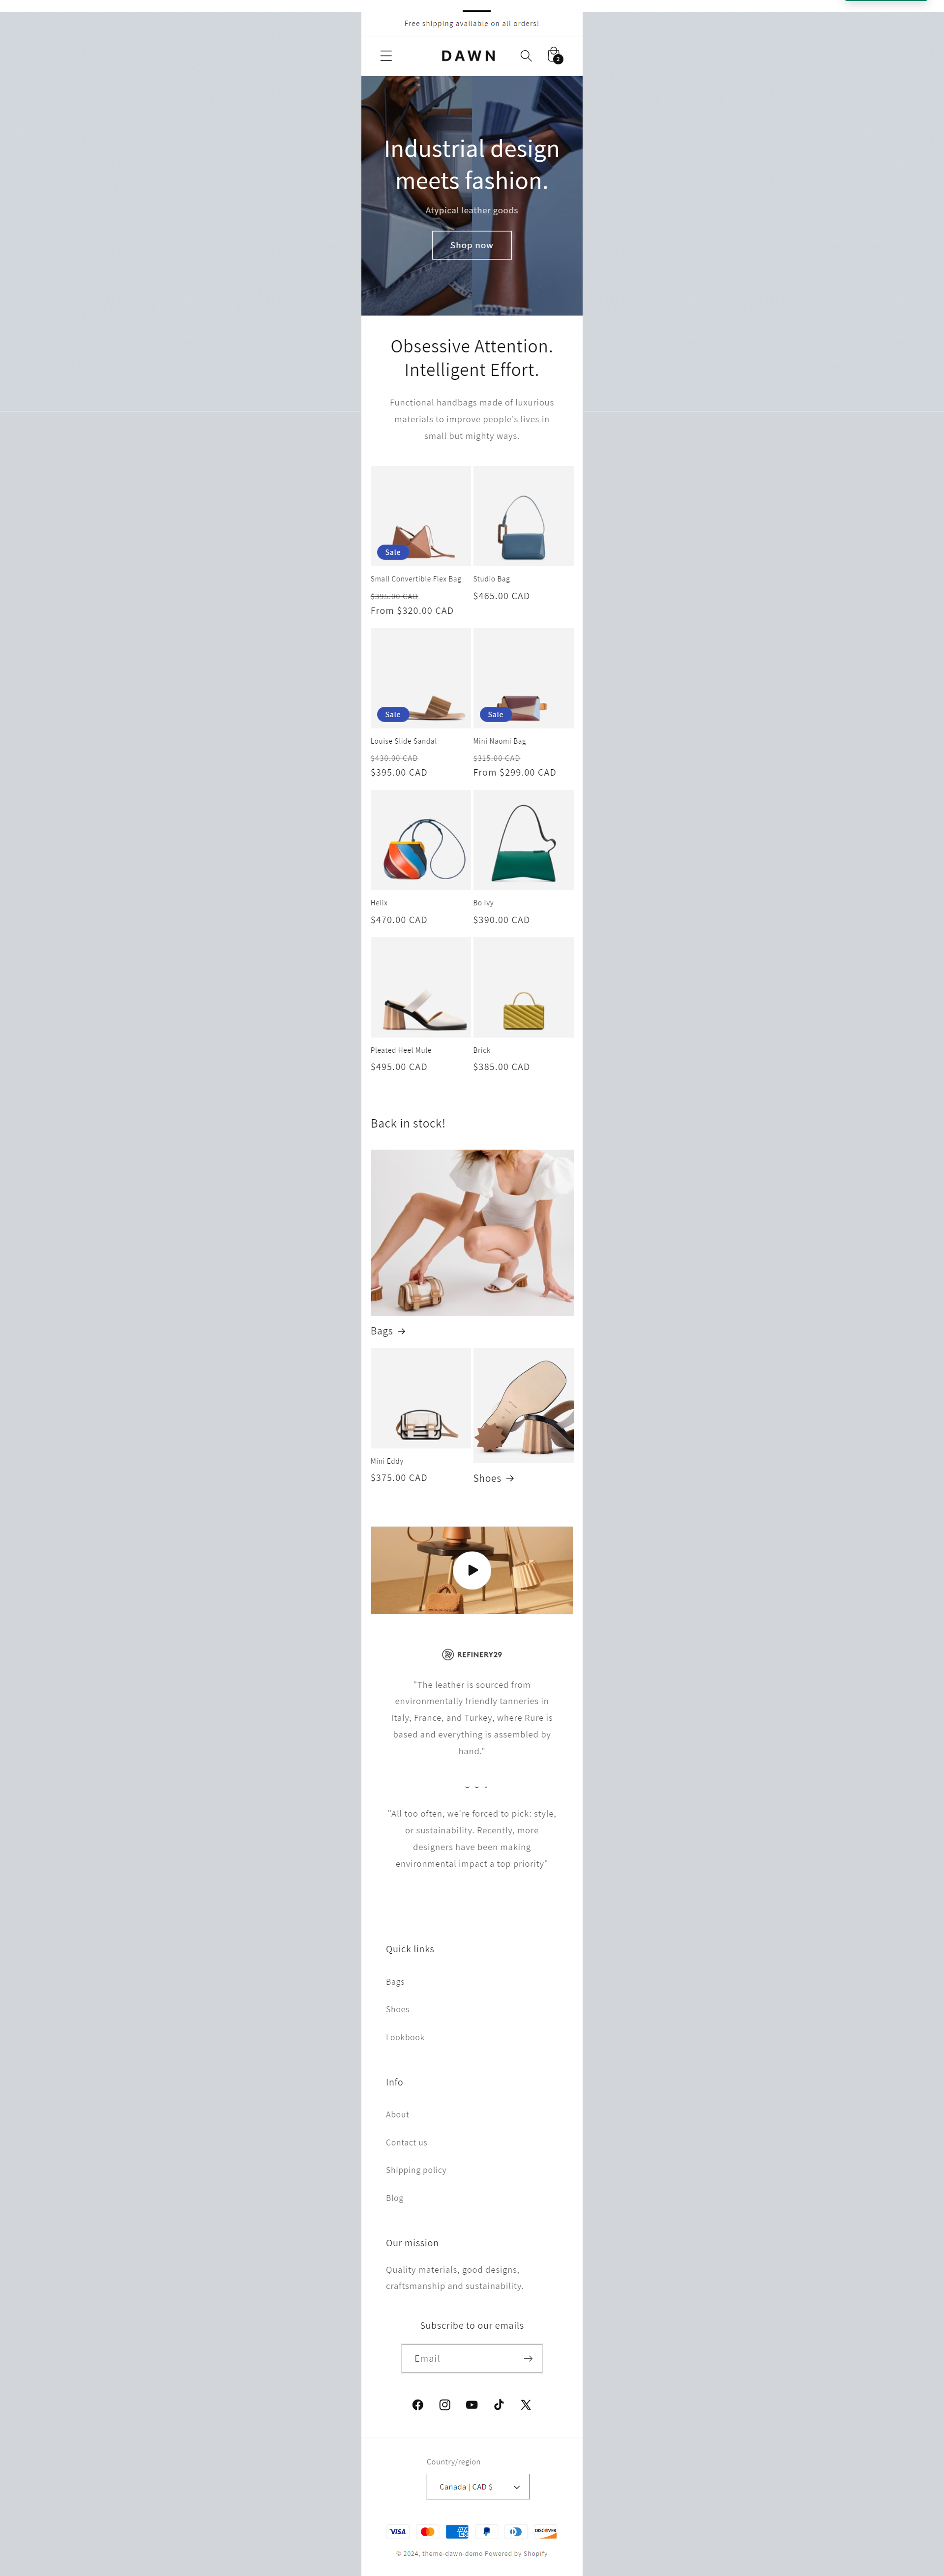 Free shipping available on all orders!
DAWN
2
Industrial design
meets fashion.
Atypical leather goods
Shop now
Obsessive Attention.
Intelligent Effort.
Functional handbags made of luxurious
materials to improve people's lives in
small but mighty ways.
Sale
Small Convertible Flex Bag
$395.00 CAD
From $320.00 CAD
Studio Bag
$465.00 CAD
Sale
Louise Slide Sandal
$430.00 CAD
$395.00 CAD
Sale
Mini Naomi Bag
$315.00 CAD
From $299.00 CAD
Helix
$470.00 CAD
Bo Ivy
$390.00 CAD
Pleated Heel Mule
$495.00 CAD
Brick
$385.00 CAD
Back in stock!
Bags
Mini Eddy
$375.00 CAD
Shoes
REFINERY29
"The leather is sourced from
environmentally friendly tanneries in
Italy, France, and Turkey, where Rure is
based and everything is assembled by
hand."
"All too often, we're forced to pick: style,
or sustainability. Recently, more
designers have been making
environmental impact a top priority"
Quick links
Bags
Shoes
Lookbook
Info
About
Contact us
Shipping policy
Blog
Our mission
Quality materials, good designs,
craftsmanship and sustainability.
Subscribe to our emails
Email
Country/region
Canada | CAD $
VISA
AMEX
DISCOVER
© 2024, theme-dawn-demo Powered by Shopify